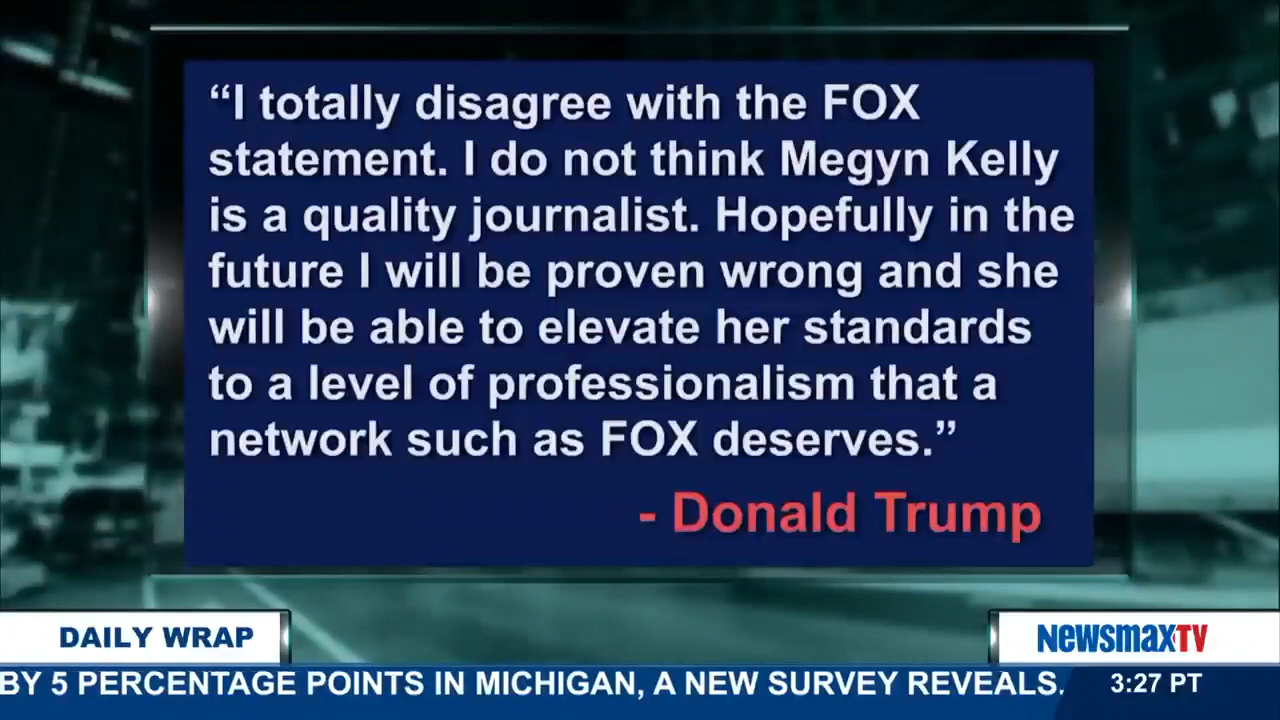 “I totally disagree with the FOX
statement. I do not think Megyn Kelly
is a quality journalist. Hopefully in the
future I will be proven wrong and she
will be able to elevate her standards
to a level of professionalism that a
network such as FOX deserves.”
- Donald Trump
DAILY WRAP
NEWSMAXTV
BY 5 PERCENTAGE POINTS IN MICHIGAN, A NEW SURVEY REVEALS.
3:27 PT